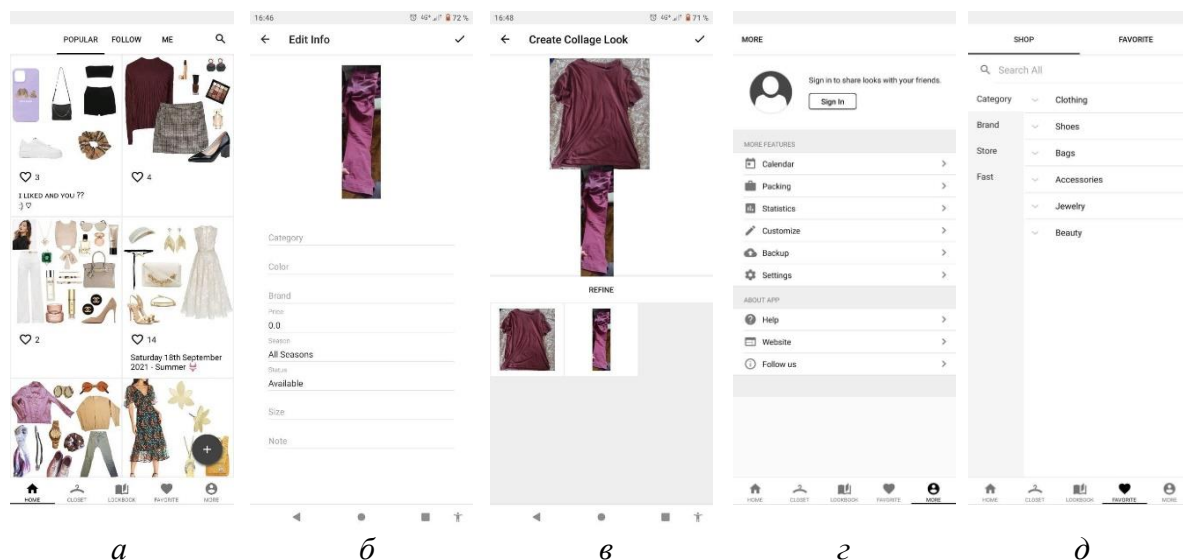 POPULAR FOLLOW ME
3
I LIKED AND YOU ??
:) ♡
4
2
14
Saturday 18th September
2021 - Summer
+
HOME CLOSET LOOKBOOK FAVORITE MORE
а
16:46 72 %
Edit Info
Category
Color
Brand
Price
0.0
Season
All Seasons
Status
Available
Size
Note
б
16:48 71 %
Create Collage Look
REFINE
в
MORE
Sign in to share looks with your friends.
Sign In
MORE FEATURES
Calendar
Packing
Statistics
Customize
Backup
Settings
ABOUT APP
Help
Website
Follow us
HOME CLOSET LOOKBOOK FAVORITE MORE
г
SHOP FAVORITE
Search All
Category Clothing
Brand Shoes
Store Bags
Fast Accessories
Jewelry
Beauty
HOME CLOSET LOOKBOOK FAVORITE MORE
д